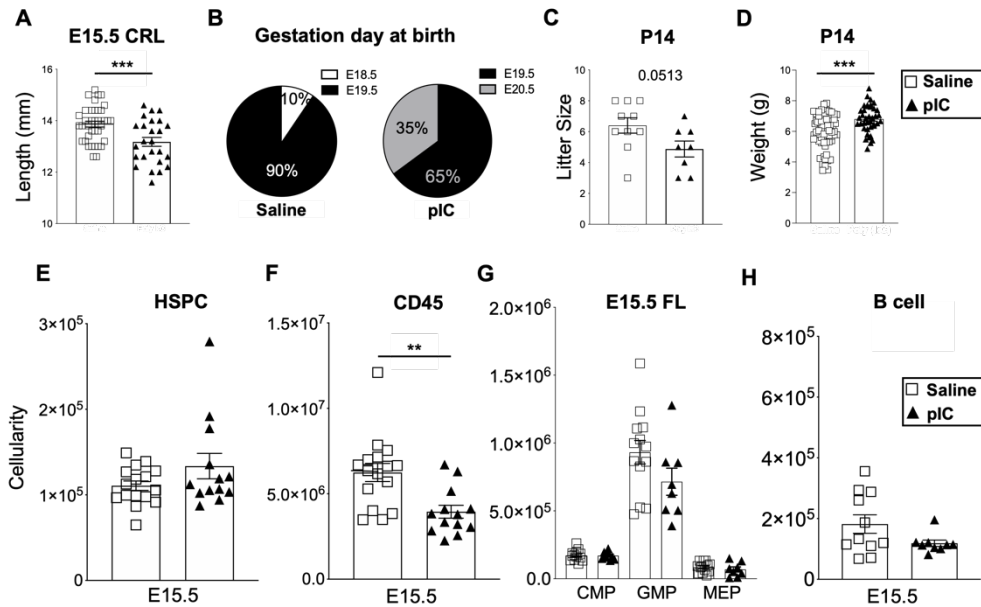 A
E15.5 CRL
***
Length (mm)
16
14
12
10
B
Gestation day at birth
E18.5
E19.5
10%
90%
Saline
E19.5
E20.5
35%
65%
pIC
C
P14
0.0513
Litter Size
10
8
6
4
2
0
D
P14
***
Weight (g)
10
8
6
4
2
0
Saline
pIC
E
HSPC
Cellularity
3×10⁵
2×10⁵
1×10⁵
0
E15.5
F
CD45
**
1.5×10⁷
1.0×10⁷
5.0×10⁶
0.0
E15.5
G
E15.5 FL
2.0×10⁶
1.5×10⁶
1.0×10⁶
5.0×10⁵
0.0
CMP GMP MEP
H
B cell
8×10⁵
6×10⁵
4×10⁵
2×10⁵
0
E15.5
Saline
pIC